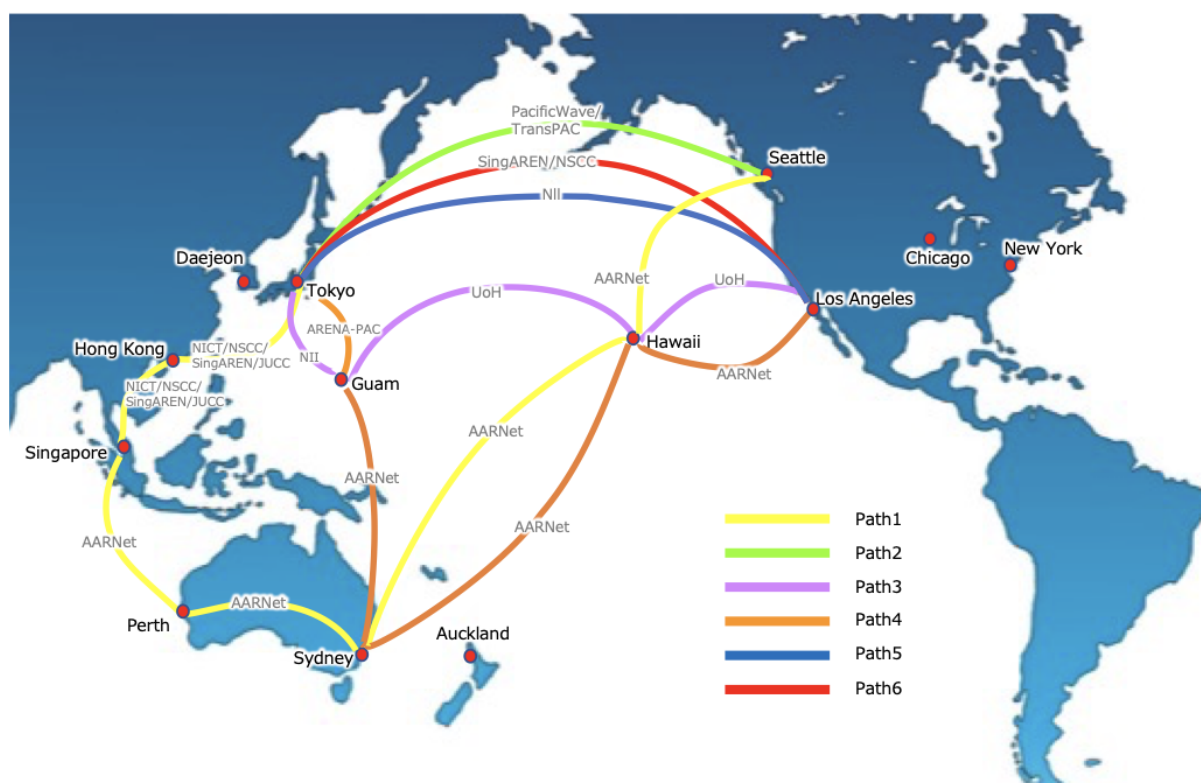 PacificWave/
TransPAC
Seattle
SingAREN/NSCC
NII
Chicago
New York
Daejeon
Tokyo
AARNet
UoH
UoH
Los Angeles
ARENA-PAC
Hong Kong
NICT/NSCC/
SingAREN/JUCC
NII
Hawaii
Guam
AARNet
NICT/NSCC/
SingAREN/JUCC
Singapore
AARNet
AARNet
AARNet
AARNet
Path1
Path2
Path3
Path4
Path5
Path6
AARNet
Perth
Sydney
Auckland